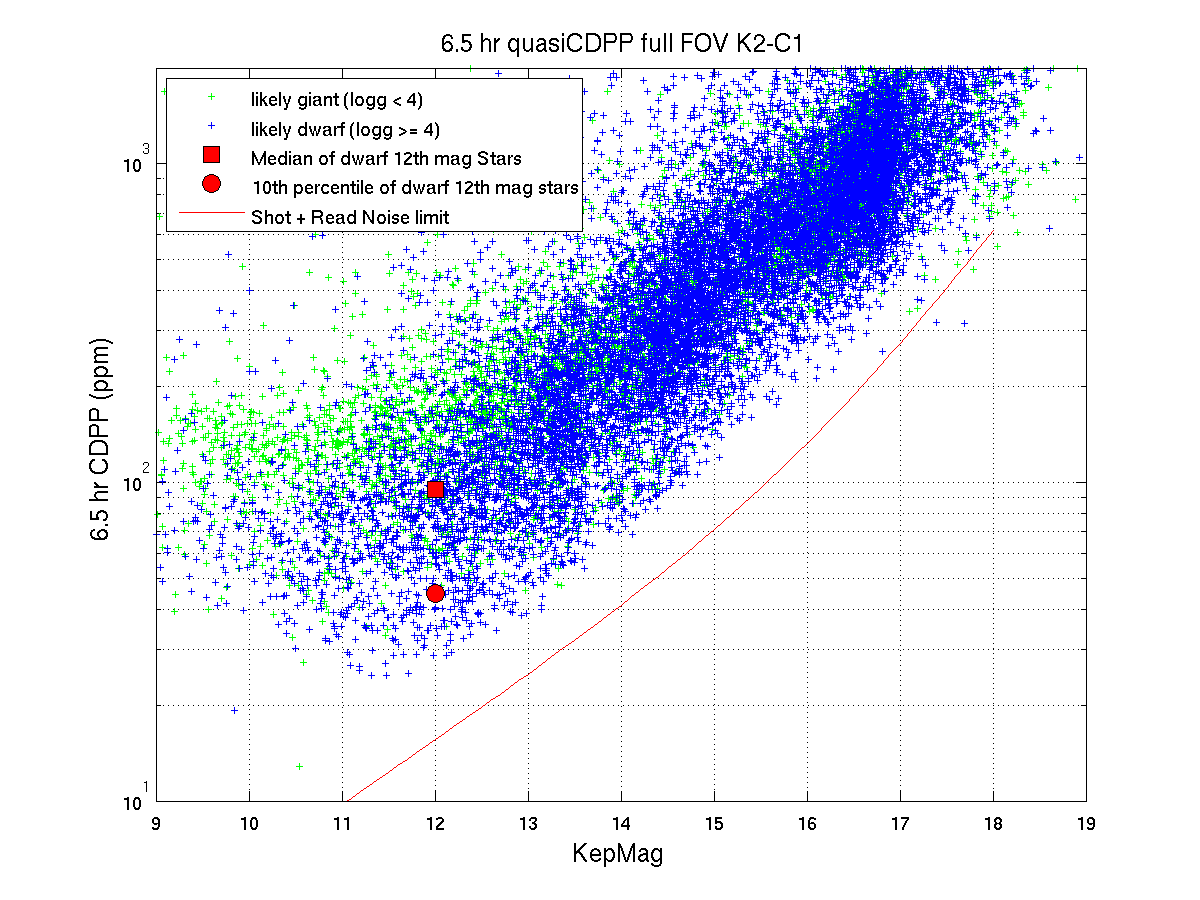 6.5 hr quasiCDPP full FOV K2-C1
likely giant (logg < 4)
likely dwarf (logg >= 4)
Median of dwarf 12th mag Stars
10th percentile of dwarf 12th mag stars
Shot + Read Noise limit
10^3
10^2
10^1
6.5 hr CDPP (ppm)
9 10 11 12 13 14 15 16 17 18 19
KepMag